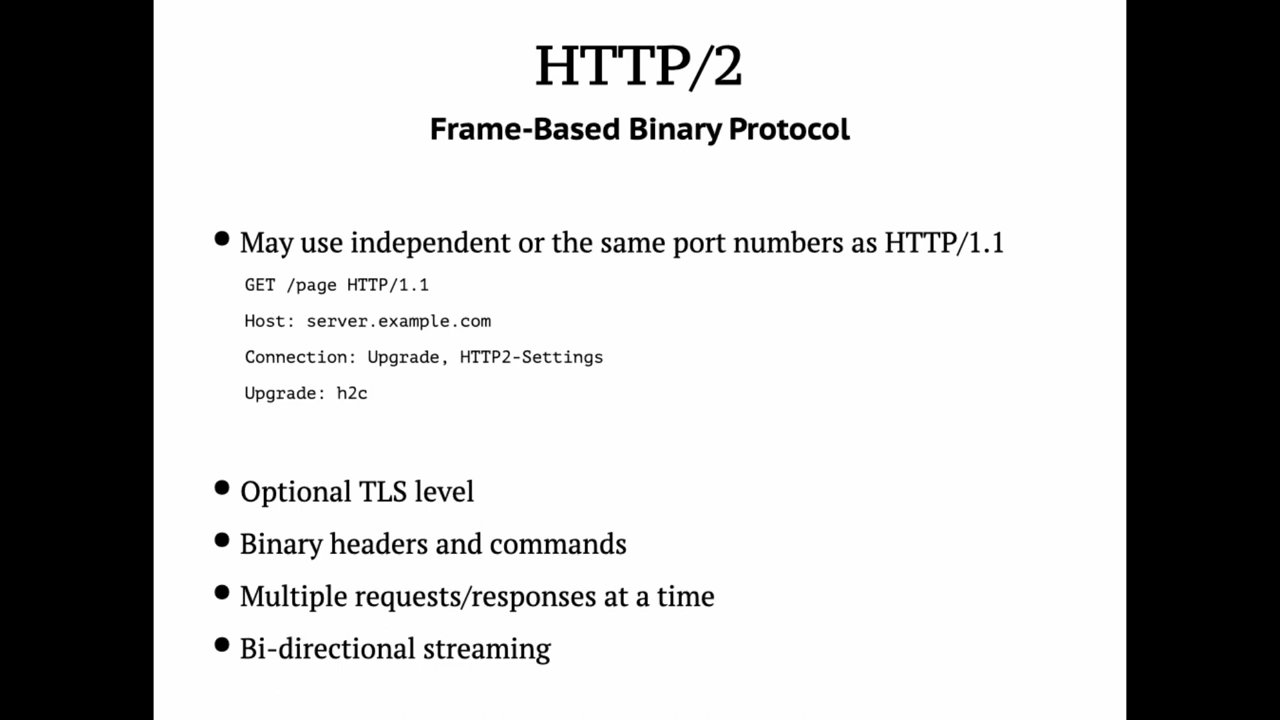 HTTP/2
Frame-Based Binary Protocol
• May use independent or the same port numbers as HTTP/1.1
GET /page HTTP/1.1
Host: server.example.com
Connection: Upgrade, HTTP2-Settings
Upgrade: h2c
• Optional TLS level
• Binary headers and commands
• Multiple requests/responses at a time
• Bi-directional streaming